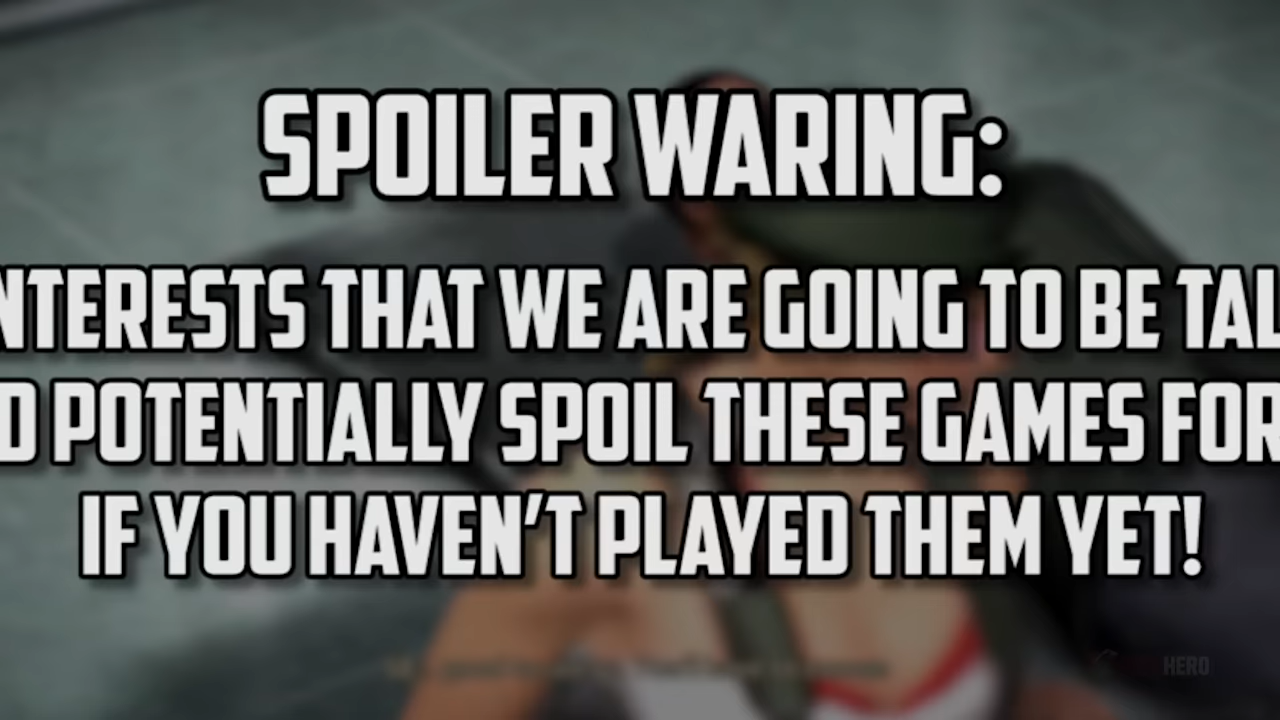 SPOILER WARING:
NTERESTS THAT WE ARE GOING TO BE TAL
D POTENTIALLY SPOIL THESE GAMES FOR
IF YOU HAVEN'T PLAYED THEM YET!
HERO